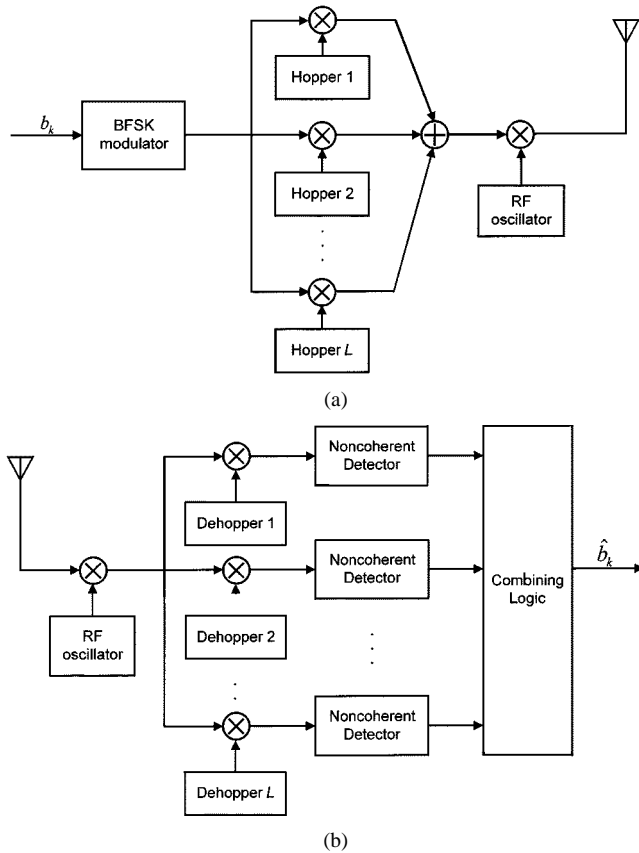 Hopper 1
b_k
BFSK
modulator
Hopper 2
RF
oscillator
Hopper L
(a)
Noncoherent
Detector
Dehopper 1
Noncoherent
Detector
Combining
Logic
b̂_k
RF
oscillator
Dehopper 2
Noncoherent
Detector
Dehopper L
(b)